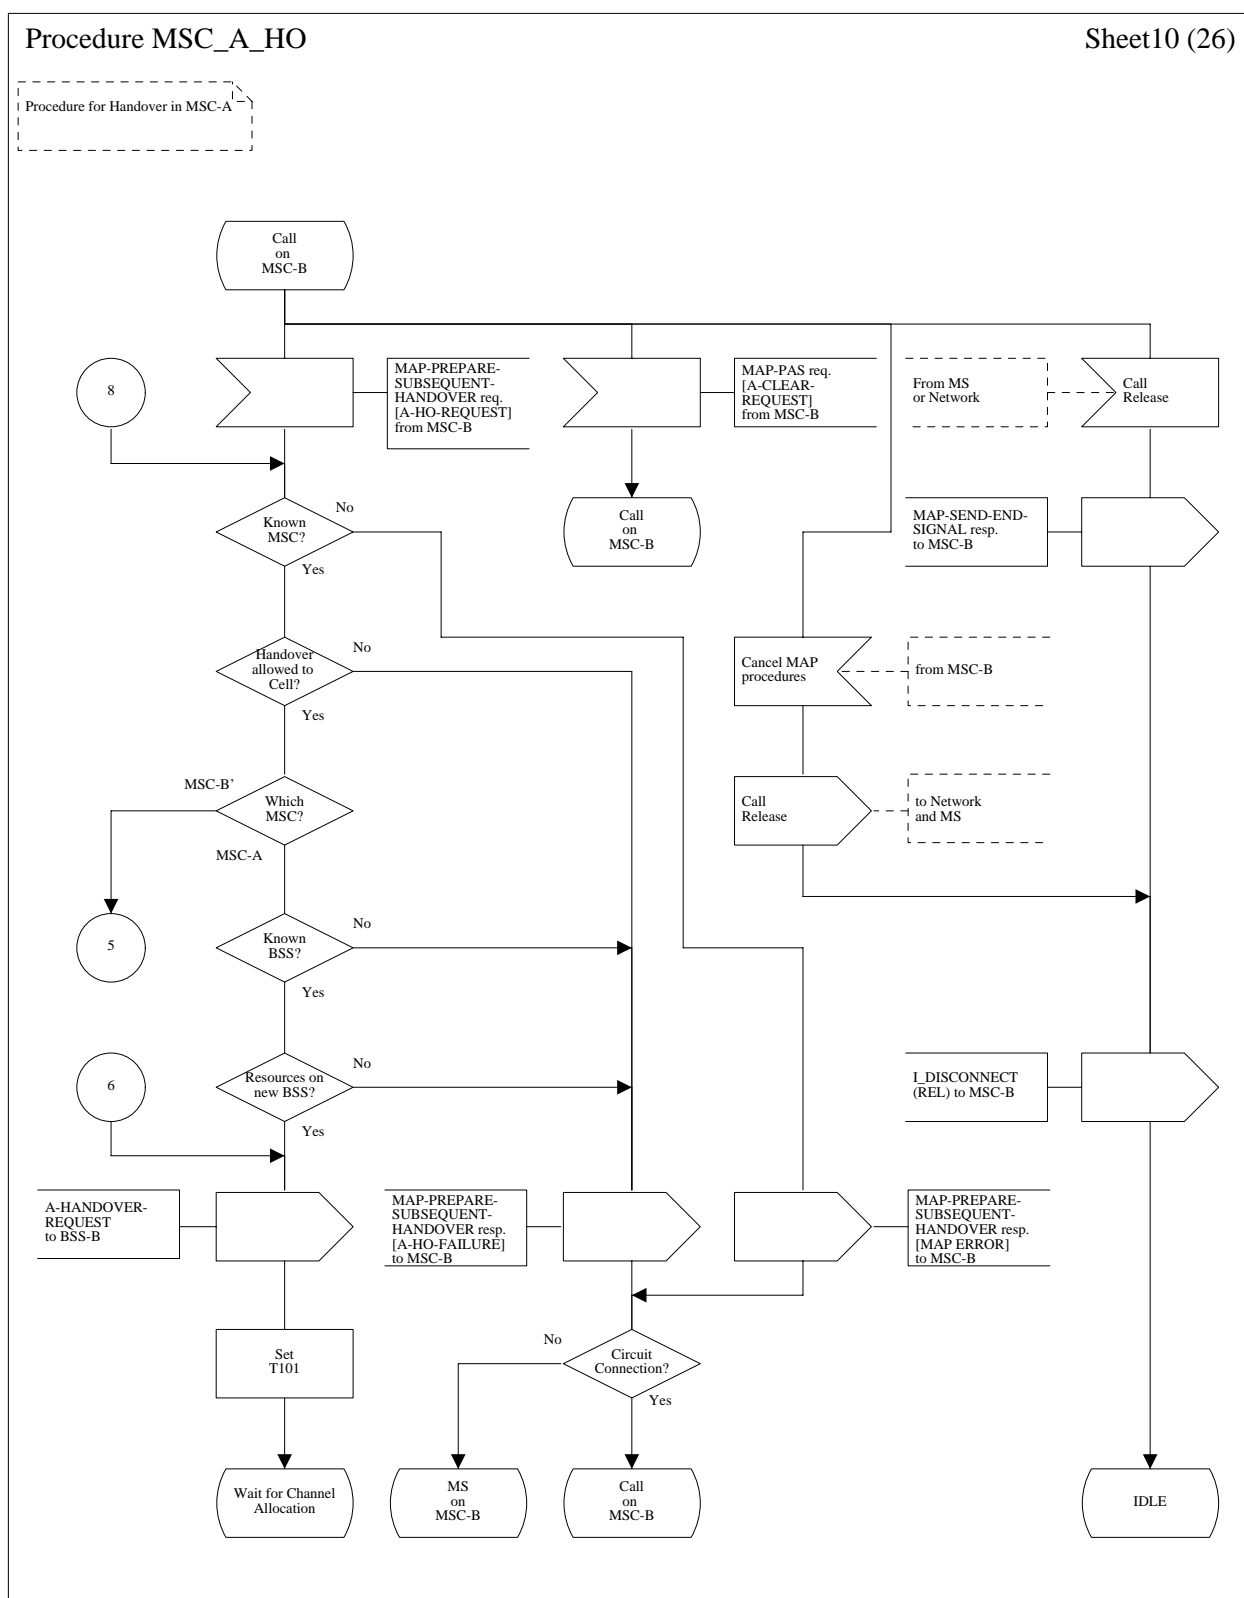 Procedure MSC_A_HO
Sheet10 (26)
Procedure for Handover in MSC-A
Call
on
MSC-B
8
MAP-PREPARE-
SUBSEQUENT-
HANDOVER req.
[A-HO-REQUEST]
from MSC-B
MAP-PAS req.
[A-CLEAR-
REQUEST]
from MSC-B
From MS
or Network
Call
Release
Known
MSC?
No
Yes
Call
on
MSC-B
MAP-SEND-END-
SIGNAL resp.
to MSC-B
Handover
allowed to
Cell?
No
Yes
Cancel MAP
procedures
from MSC-B
MSC-B'
Which
MSC?
MSC-A
Call
Release
to Network
and MS
5
Known
BSS?
No
Yes
6
Resources on
new BSS?
No
Yes
I_DISCONNECT
(REL) to MSC-B
A-HANDOVER-
REQUEST
to BSS-B
MAP-PREPARE-
SUBSEQUENT-
HANDOVER resp.
[A-HO-FAILURE]
to MSC-B
MAP-PREPARE-
SUBSEQUENT-
HANDOVER resp.
[MAP ERROR]
to MSC-B
Set
T101
No
Circuit
Connection?
Yes
Wait for Channel
Allocation
MS
on
MSC-B
Call
on
MSC-B
IDLE